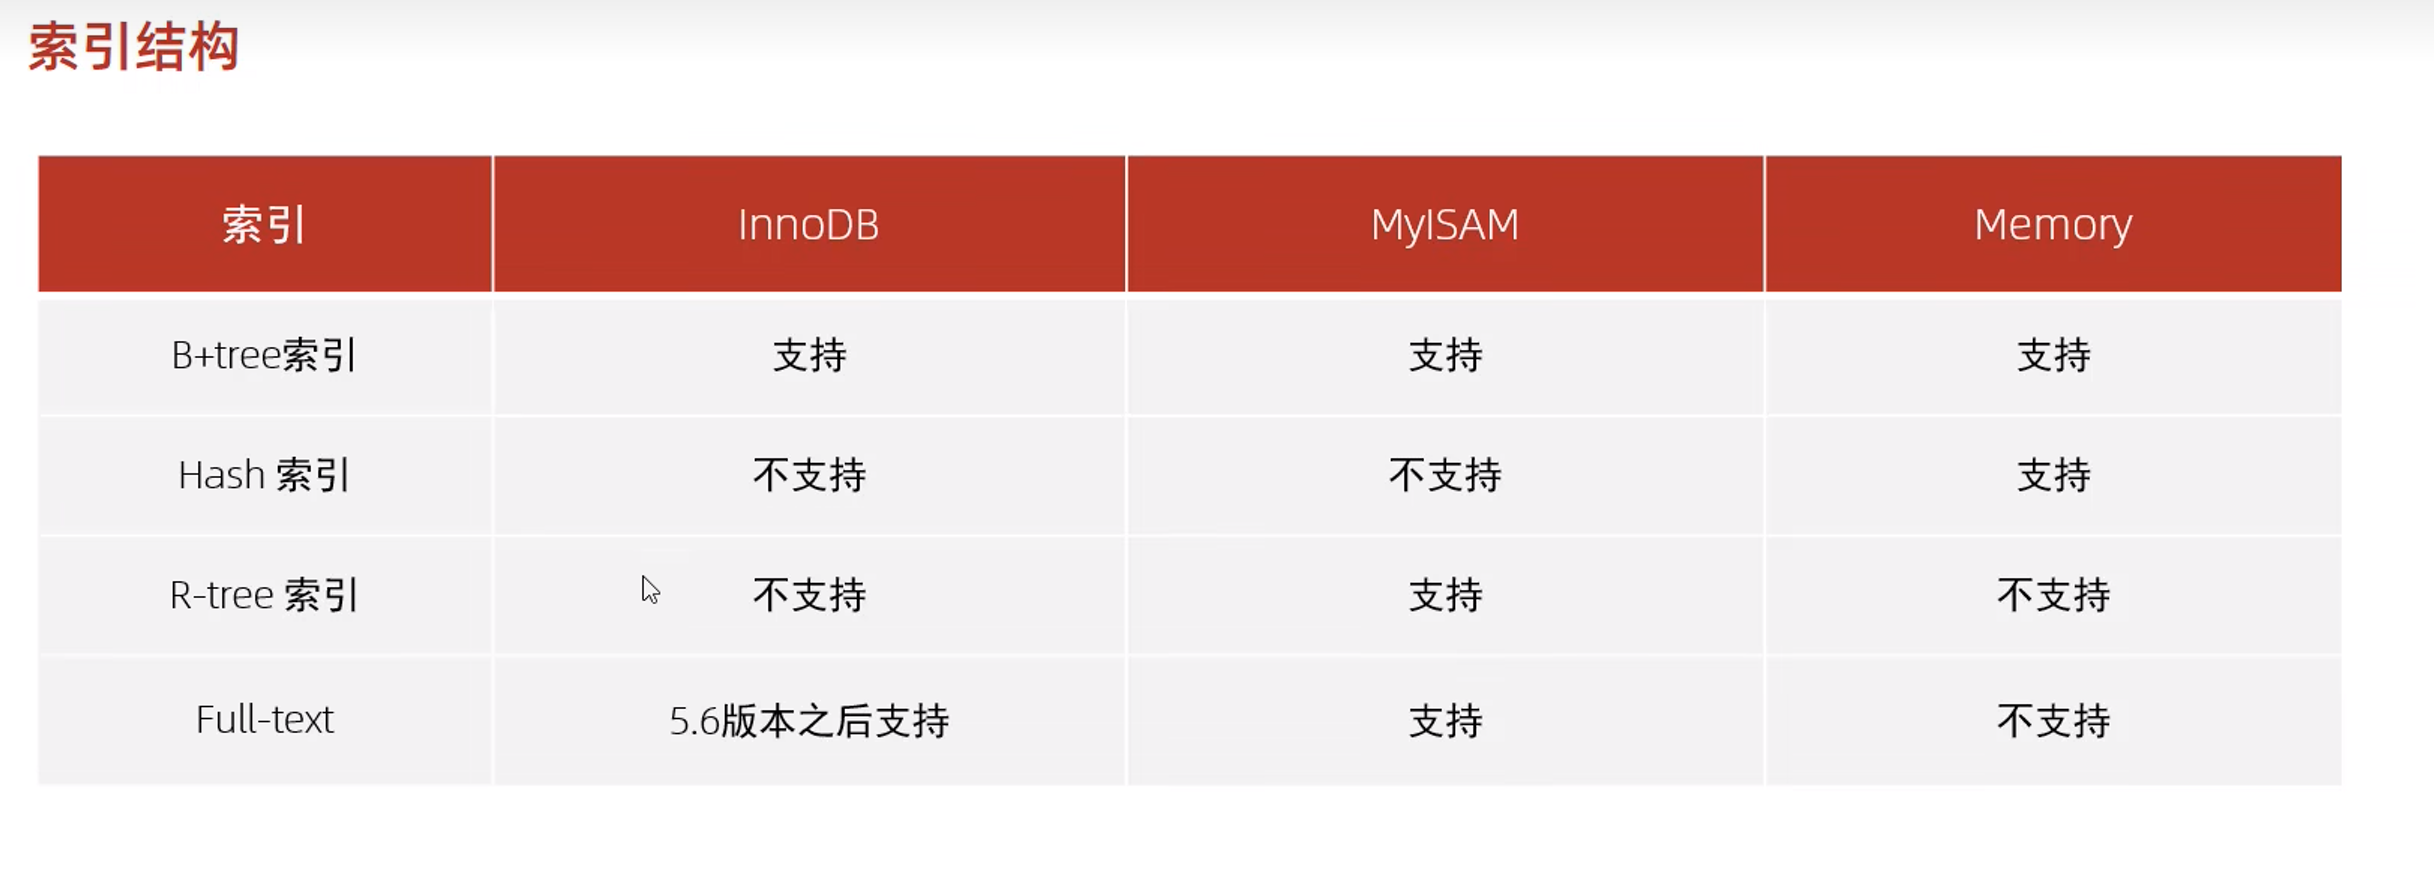 索引结构
索引 InnoDB MyISAM Memory
B+tree索引 支持 支持 支持
Hash 索引 不支持 不支持 支持
R-tree 索引 不支持 支持 不支持
Full-text 5.6版本之后支持 支持 不支持